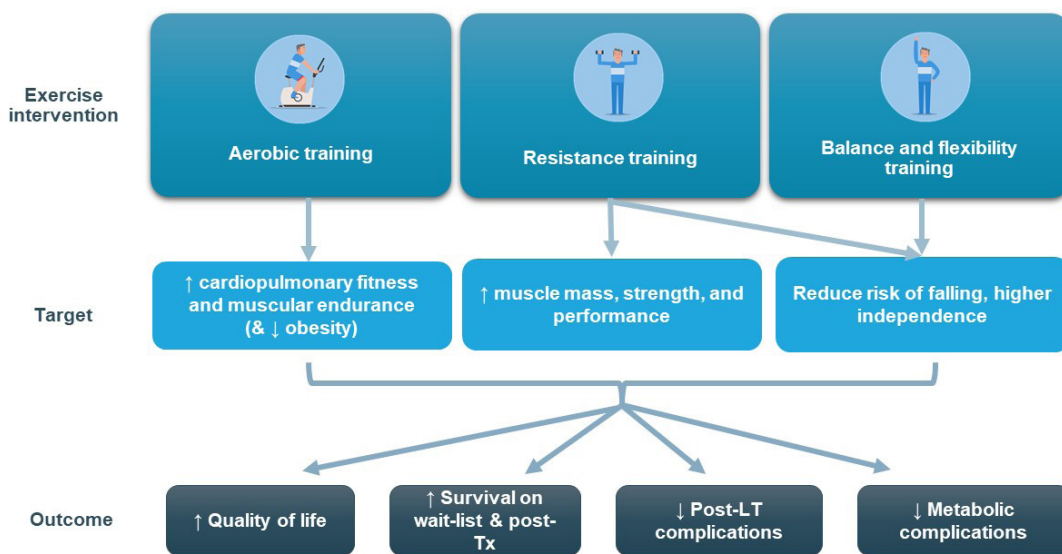 Exercise
intervention
Aerobic training
Resistance training
Balance and flexibility
training
Target
↑ cardiopulmonary fitness
and muscular endurance
(& ↓ obesity)
↑ muscle mass, strength, and
performance
Reduce risk of falling, higher
independence
Outcome
↑ Quality of life
↑ Survival on
wait-list & post-
Tx
↓ Post-LT
complications
↓ Metabolic
complications